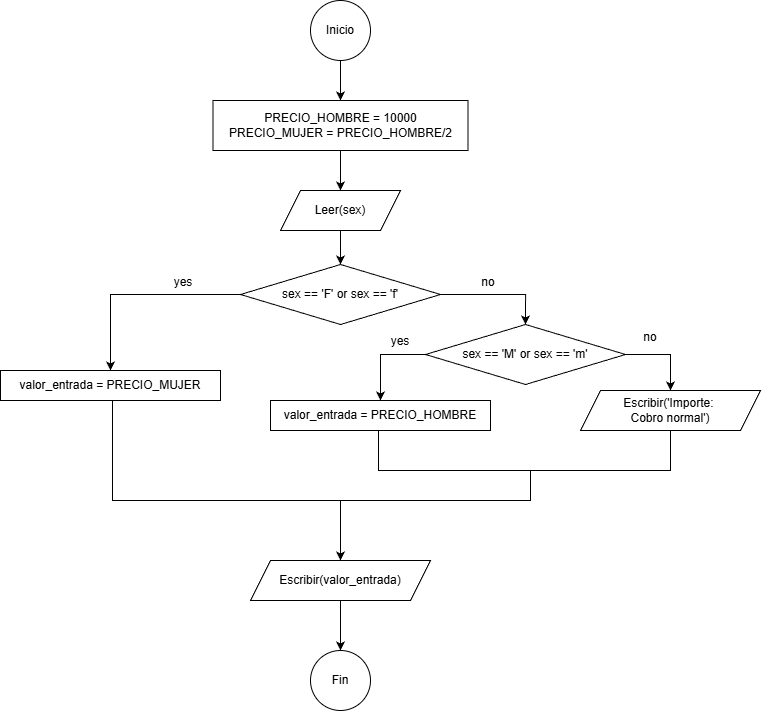 Inicio
PRECIO_HOMBRE = 10000
PRECIO_MUJER = PRECIO_HOMBRE/2
Leer(sex)
sex == 'F' or sex == 'f'
yes
no
sex == 'M' or sex == 'm'
yes
no
valor_entrada = PRECIO_MUJER
valor_entrada = PRECIO_HOMBRE
Escribir('Importe:
Cobro normal')
Escribir(valor_entrada)
Fin